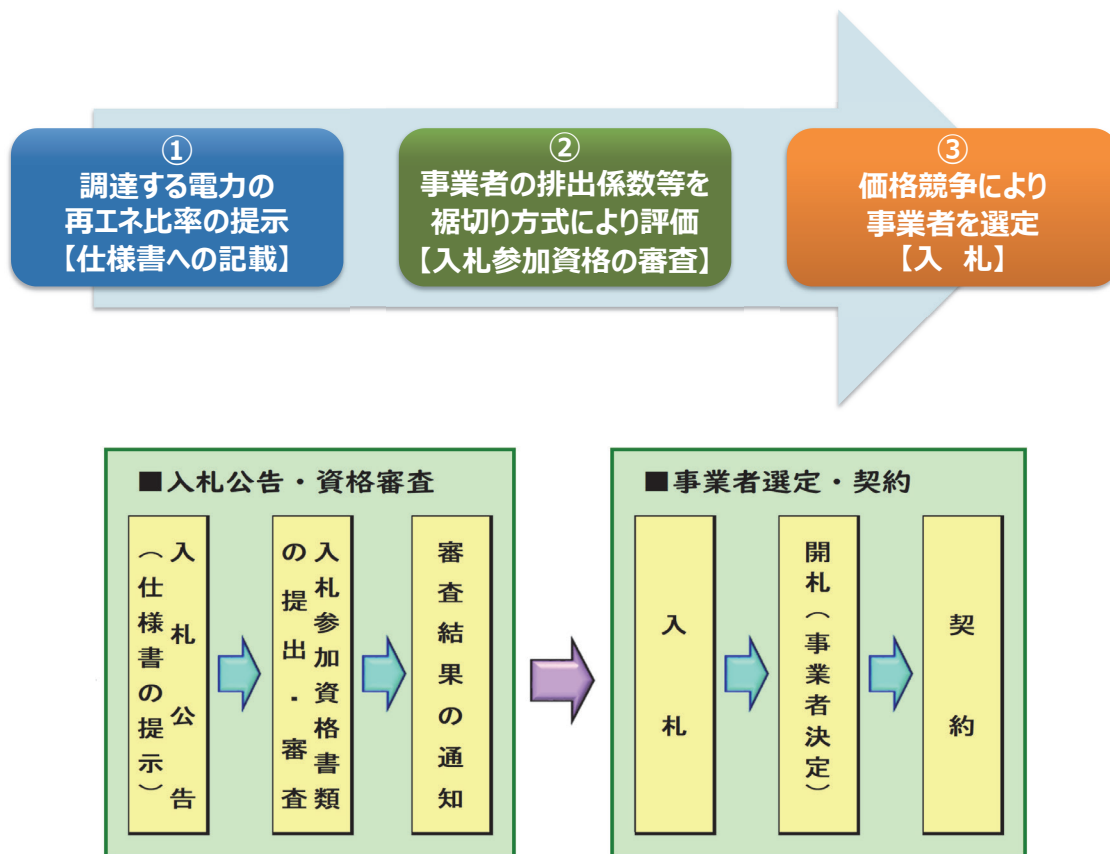 ①
調達する電力の
再エネ比率の提示
【仕様書への記載】
②
事業者の排出係数等を
裾切り方式により評価
【入札参加資格の審査】
③
価格競争により
事業者を選定
【入 札】
■入札公告・資格審査
入札公告
（仕様書の提示）
入札参加資格書類
の提出・審査
審査結果の通知
■事業者選定・契約
入札
開札（事業者決定）
契約